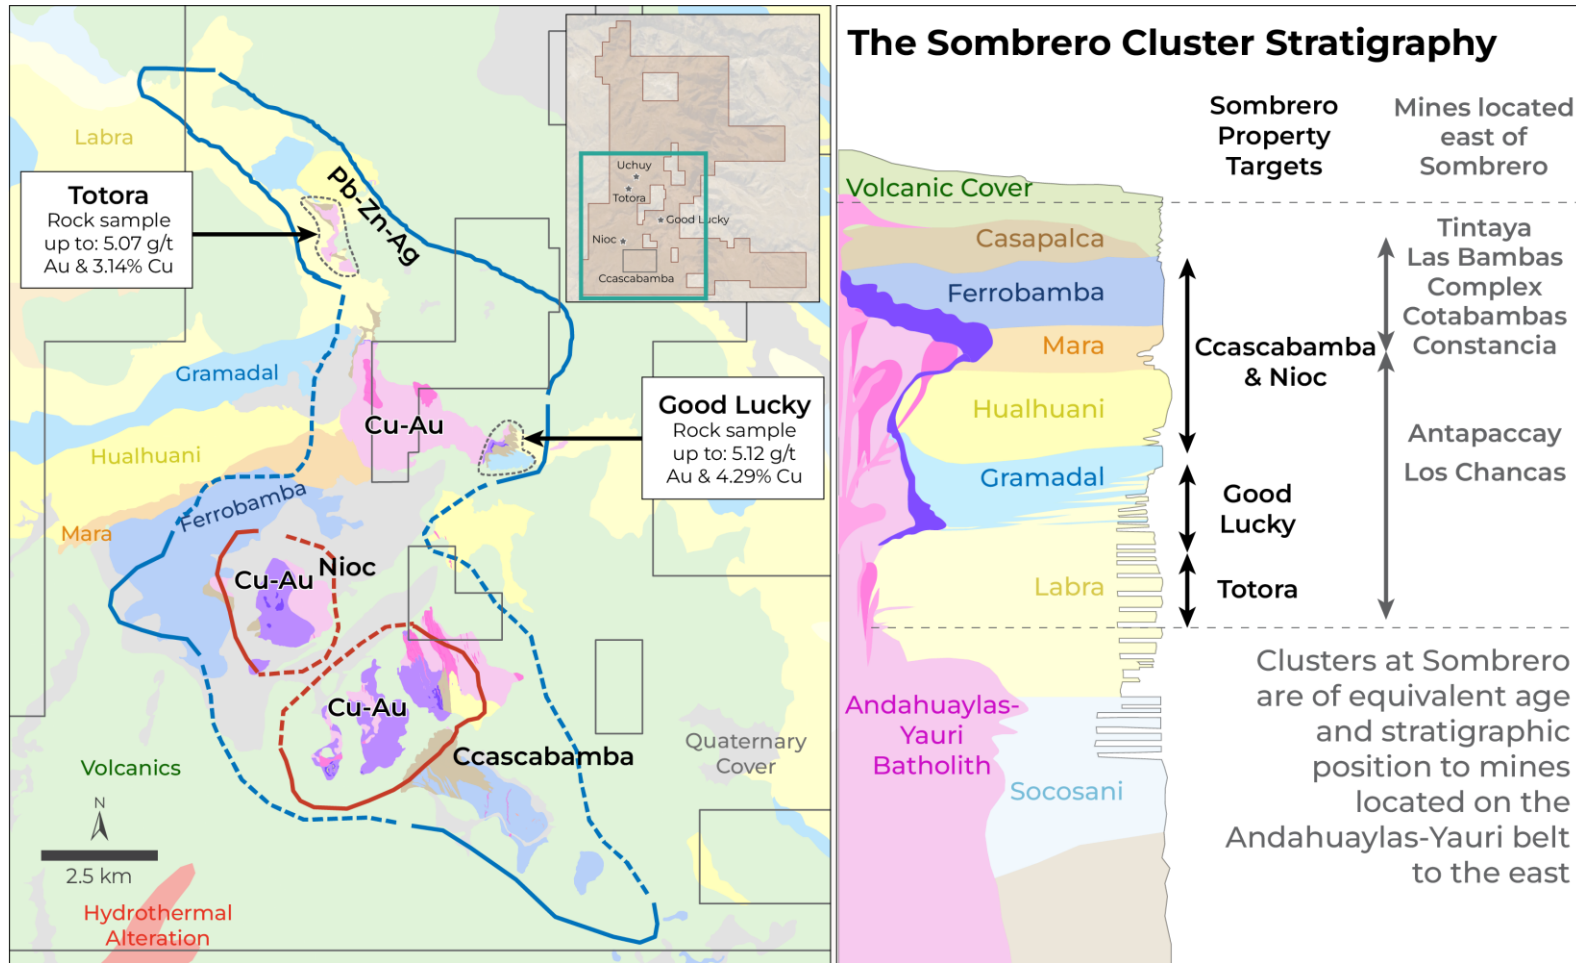 Labra
Totora
Rock sample
up to: 5.07 g/t
Au & 3.14% Cu
Pb-Zn-Ag
Uchuy
Totora
Good Lucky
Nioc
Ccascabamba
Gramadal
Cu-Au
Good Lucky
Rock sample
up to: 5.12 g/t
Au & 4.29% Cu
Hualhuani
Ferrobamba
Mara
Cu-Au
Nioc
Cu-Au
Ccascabamba
Quaternary
Cover
Volcanics
N
2.5 km
Hydrothermal
Alteration
The Sombrero Cluster Stratigraphy
Sombrero
Property
Targets
Mines located
east of
Sombrero
Volcanic Cover
Casapalca
Ferrobamba
Mara
Hualhuani
Gramadal
Labra
Andahuaylas-
Yauri
Batholith
Socosani
Ccascabamba
& Nioc
Good
Lucky
Totora
Tintaya
Las Bambas
Complex
Cotabambas
Constancia
Antapaccay
Los Chancas
Clusters at Sombrero
are of equivalent age
and stratigraphic
position to mines
located on the
Andahuaylas-Yauri belt
to the east